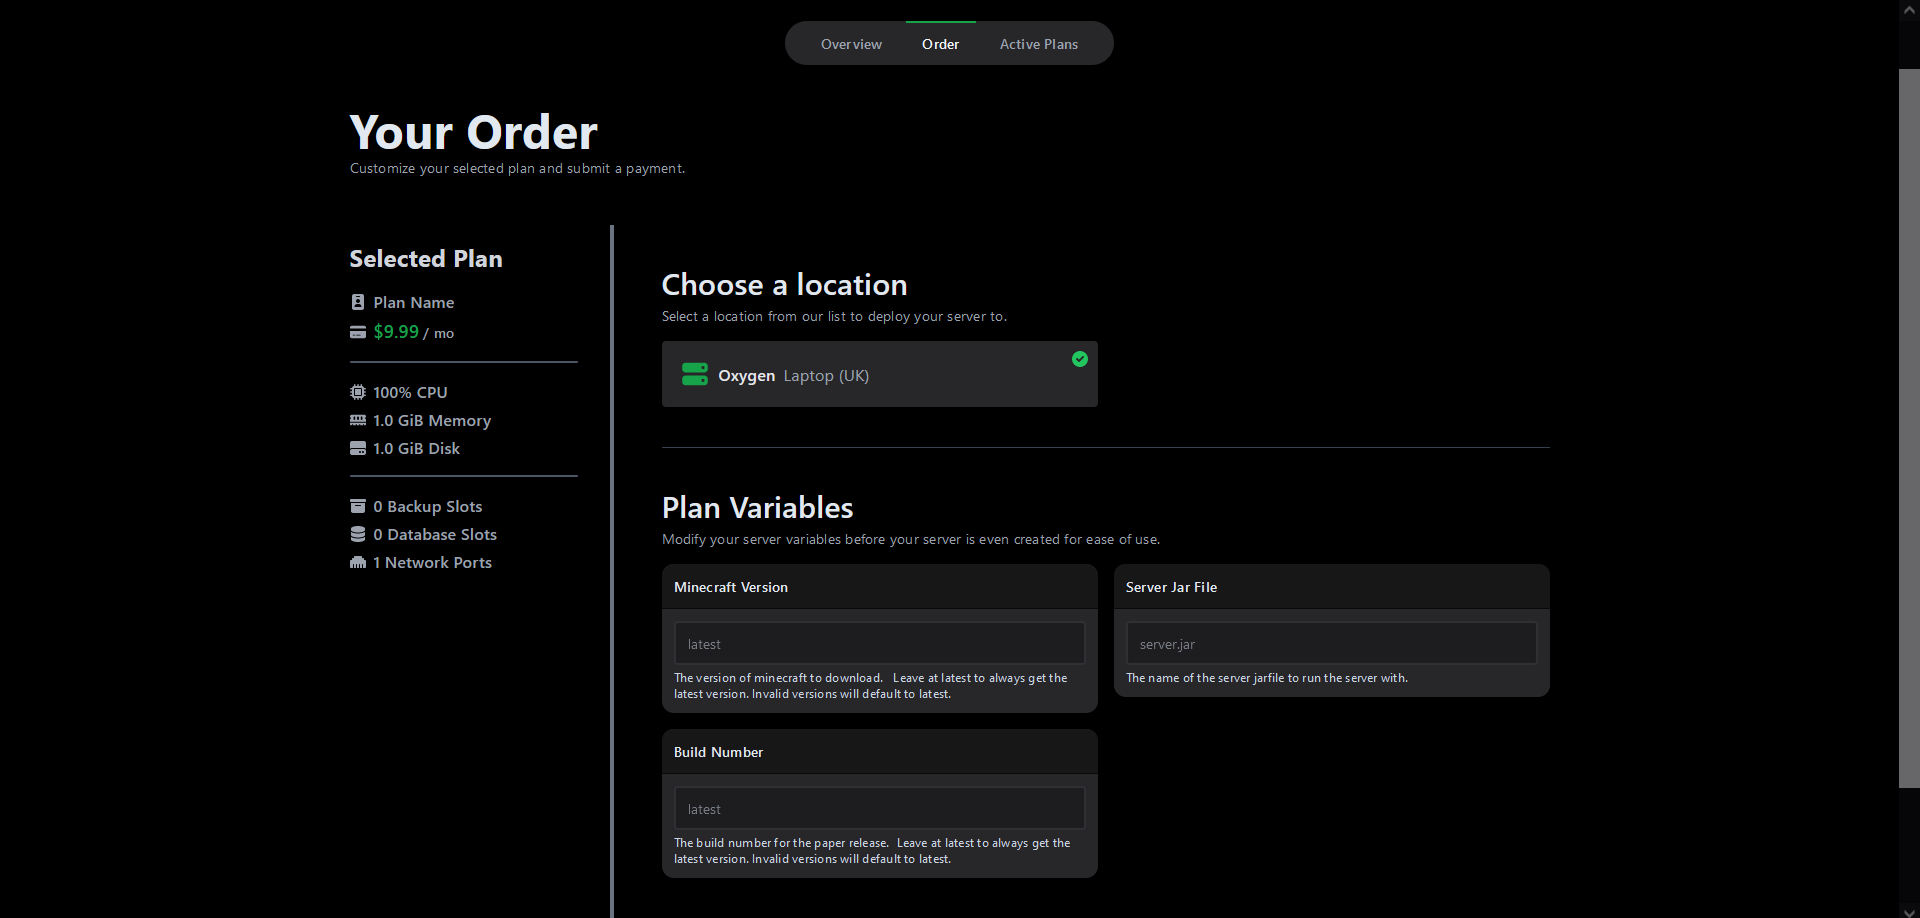 Overview Order Active Plans
Your Order
Customize your selected plan and submit a payment.
Selected Plan
Plan Name
$9.99 / mo
100% CPU
1.0 GiB Memory
1.0 GiB Disk
0 Backup Slots
0 Database Slots
1 Network Ports
Choose a location
Select a location from our list to deploy your server to.
Oxygen Laptop (UK)
Plan Variables
Modify your server variables before your server is even created for ease of use.
Minecraft Version
latest
The version of minecraft to download. Leave at latest to always get the
latest version. Invalid versions will default to latest.
Server Jar File
server.jar
The name of the server jarfile to run the server with.
Build Number
latest
The build number for the paper release. Leave at latest to always get the
latest version. Invalid versions will default to latest.